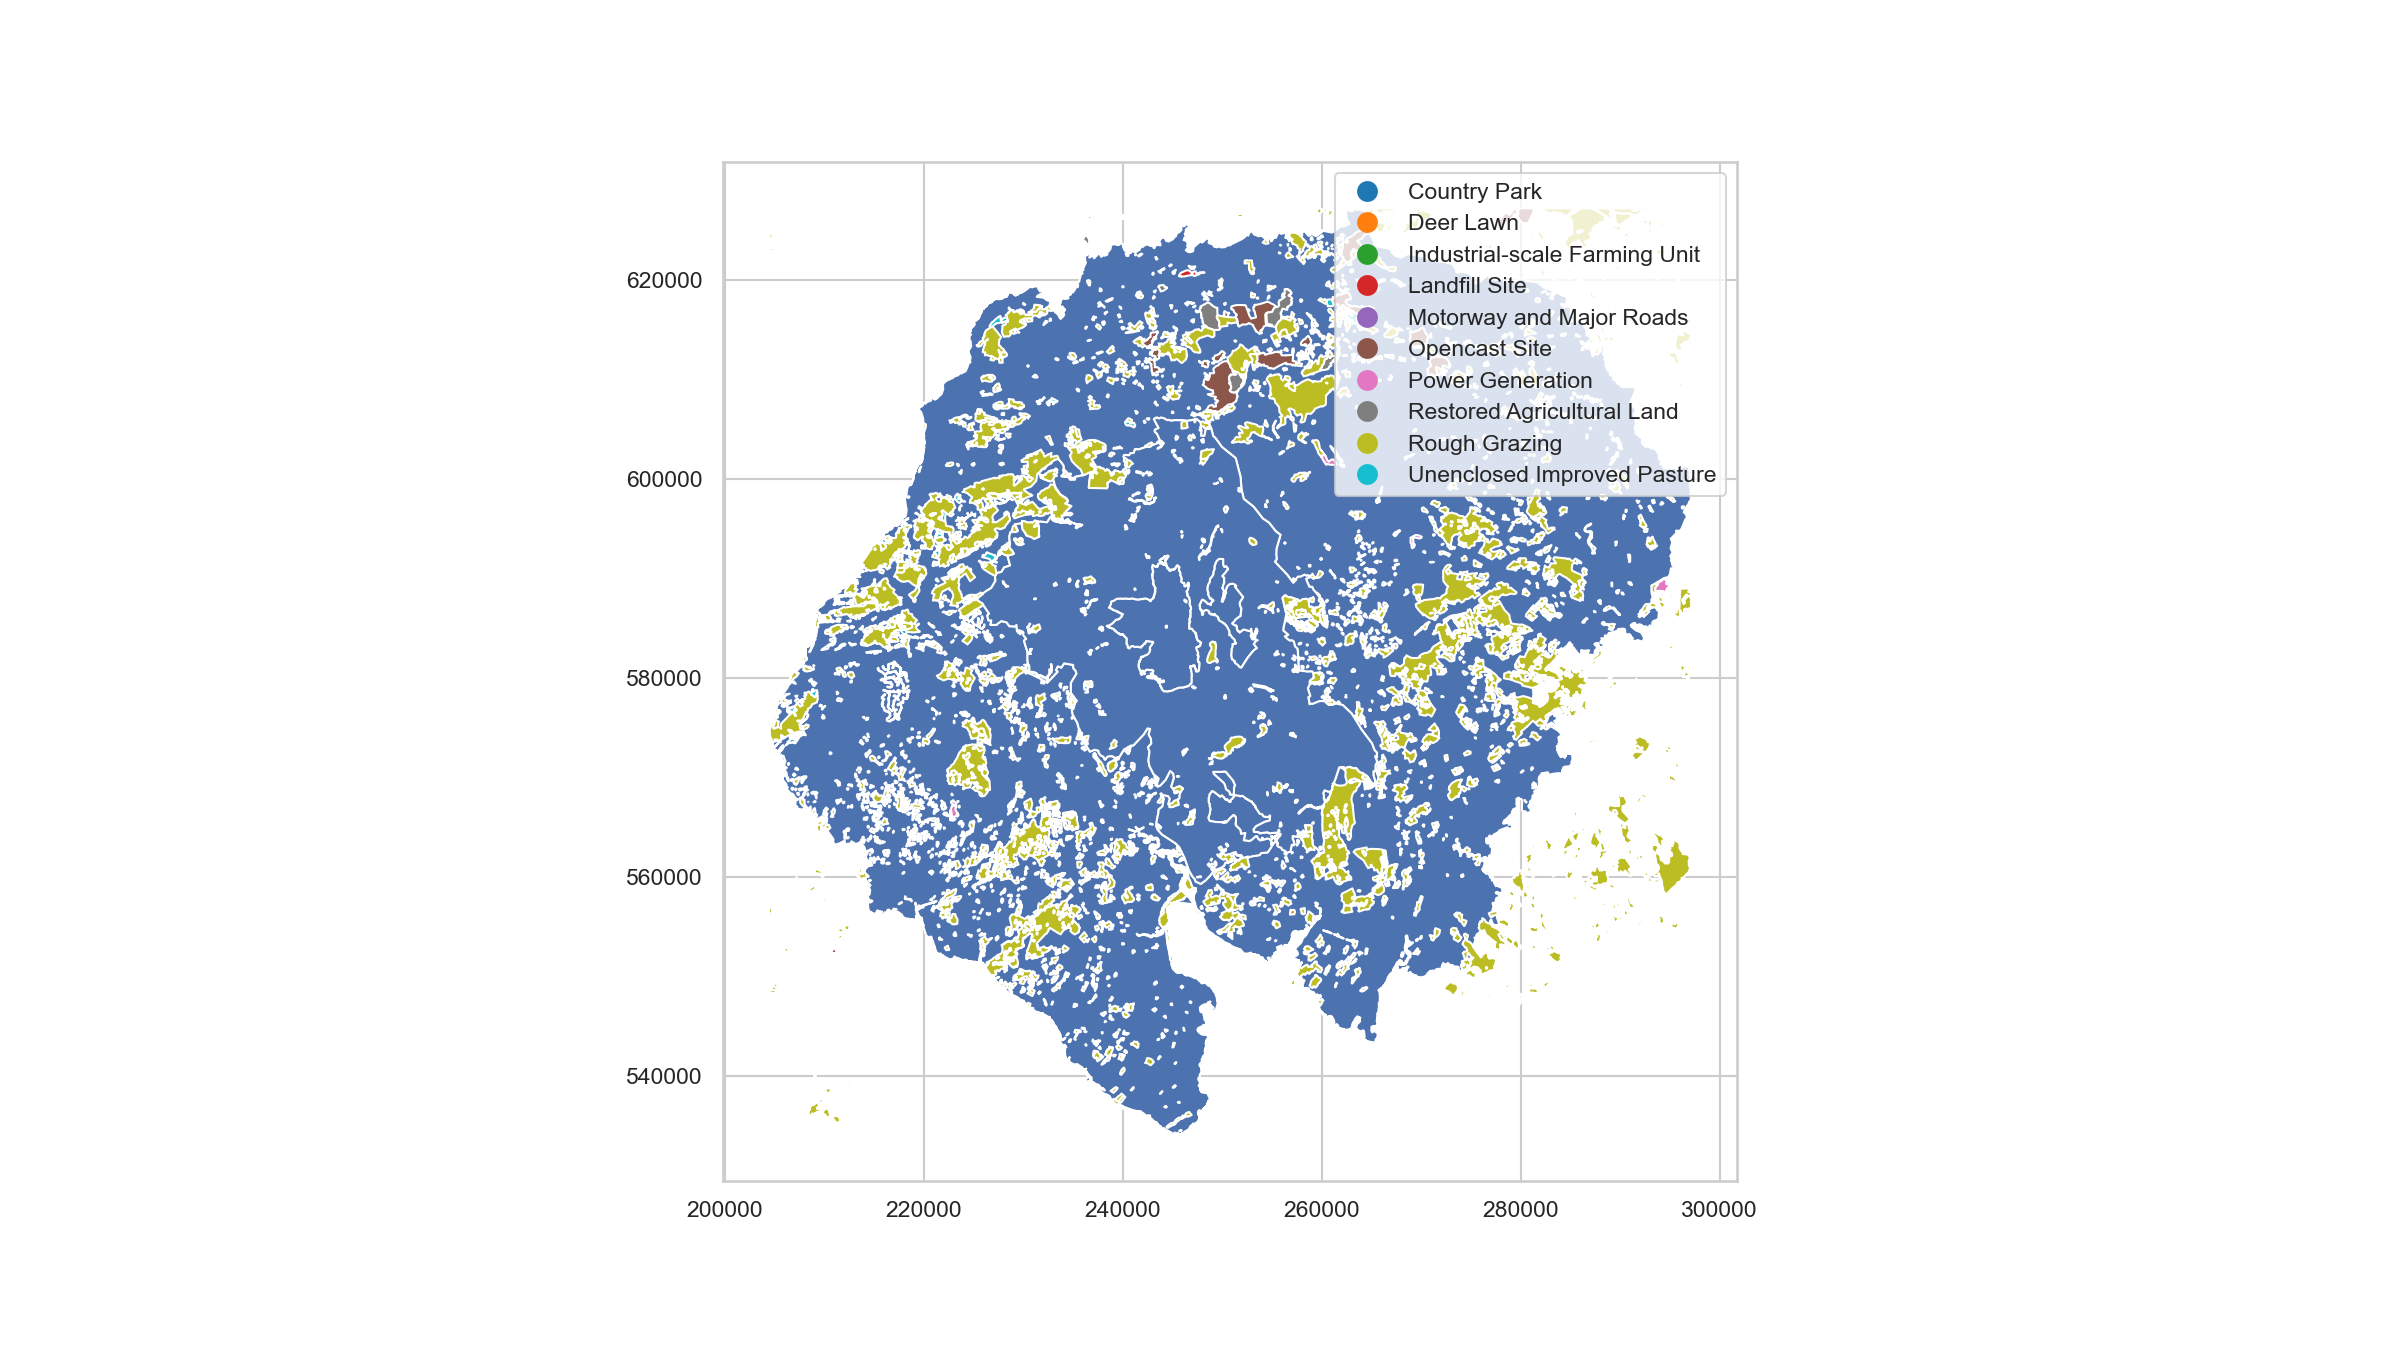 Country Park
Deer Lawn
Industrial-scale Farming Unit
Landfill Site
Motorway and Major Roads
Opencast Site
Power Generation
Restored Agricultural Land
Rough Grazing
Unenclosed Improved Pasture
620000
600000
580000
560000
540000
200000 220000 240000 260000 280000 300000